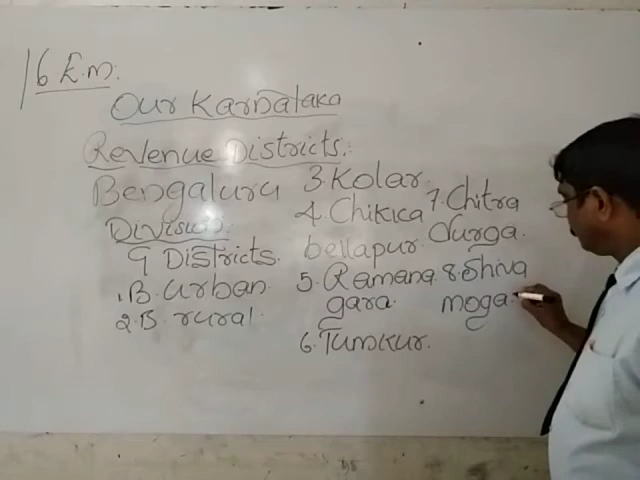 6 E.m.
Our Karnataka
Revenue Districts:
Bengaluru
Division:
9 Districts.
1. B. urban
2. B. rural.
3. Kolar.
4. Chikka
bellapur.
5. Ramana
gara.
6. Tumkur.
7. Chitra
durga.
8. Shiva
moga